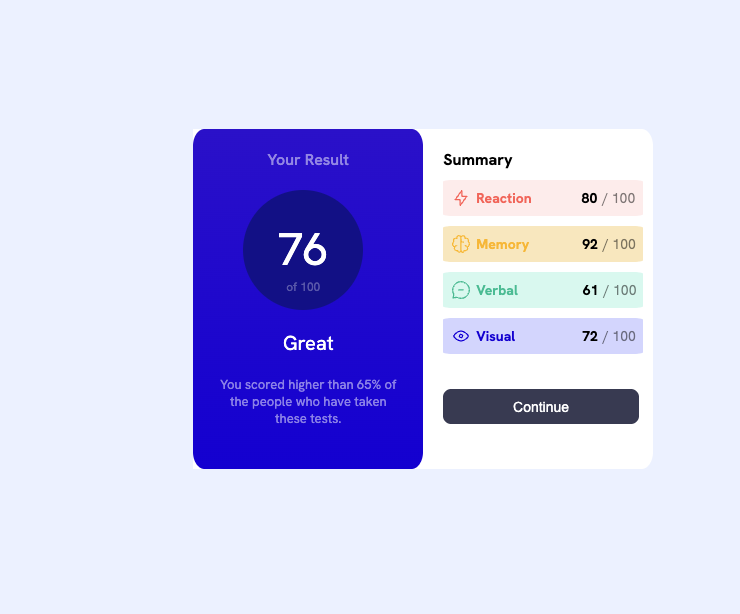 Your Result
76
of 100
Great
You scored higher than 65% of
the people who have taken
these tests.
Summary
Reaction 80 / 100
Memory 92 / 100
Verbal 61 / 100
Visual 72 / 100
Continue